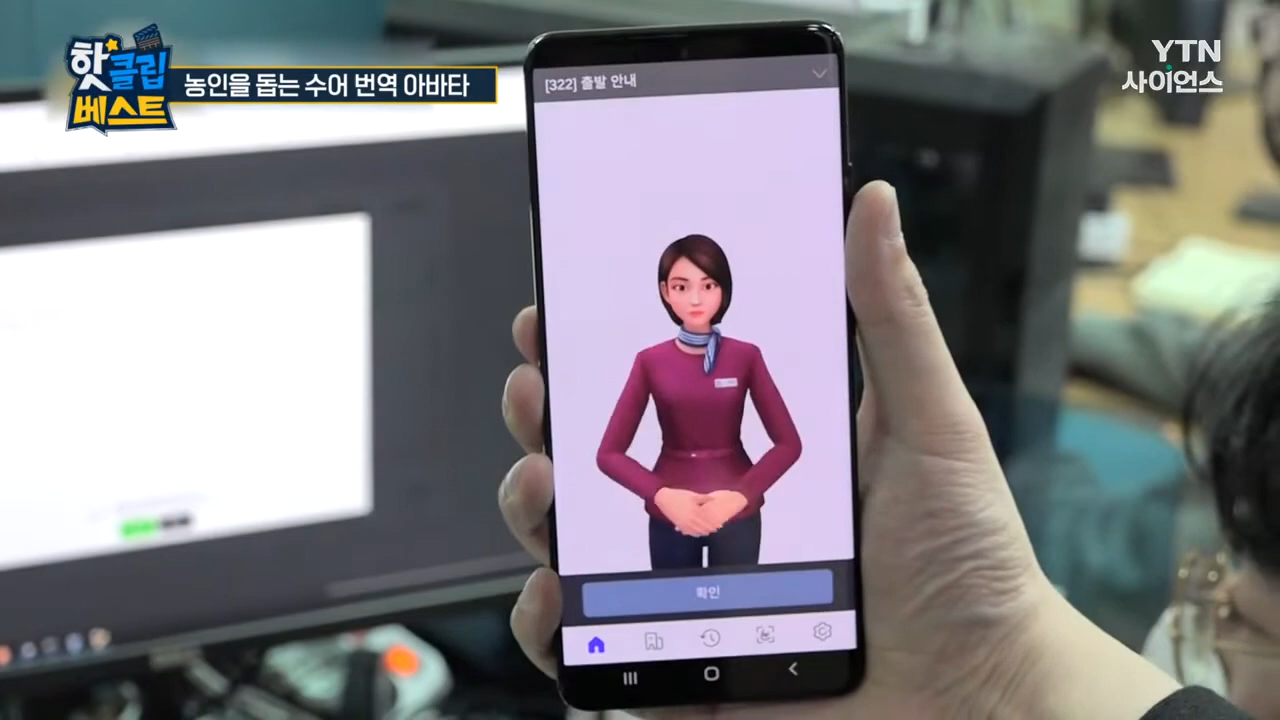 핫클립
베스트
농인을 돕는 수어 번역 아바타
YTN
사이언스
[322] 출발 안내
확인